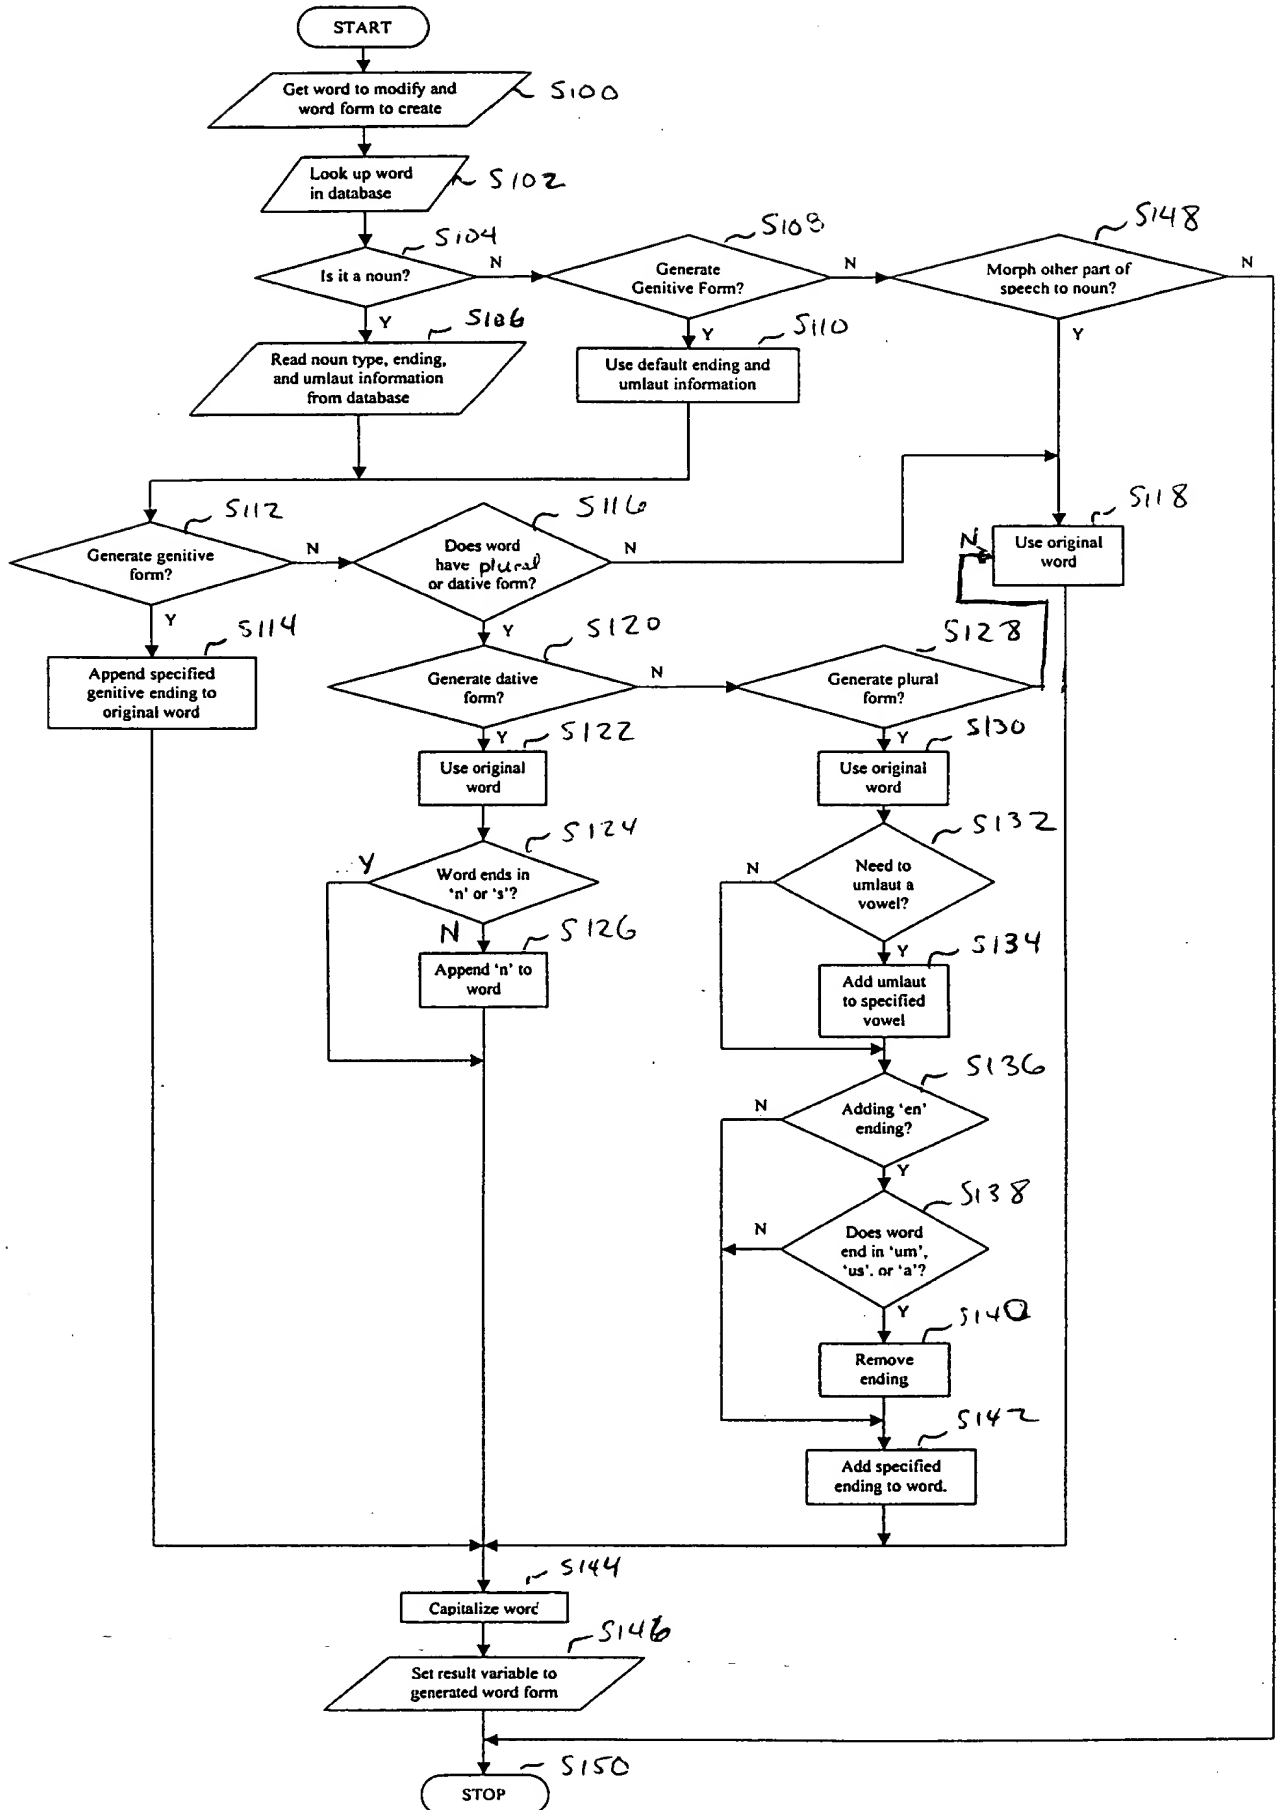 START
Get word to modify and
word form to create
S100
Look up word
in database
S102
Is it a noun?
S104
N
Y
Generate
Genitive Form?
S108
N
Y
Morph other part of
speech to noun?
S148
N
Y
Read noun type, ending,
and umlaut information
from database
S106
Use default ending and
umlaut information
S110
Generate genitive
form?
S112
N
Y
Does word
have plural
or dative form?
S116
N
Y
Use original
word
S118
N
Append specified
genitive ending to
original word
S114
Generate dative
form?
S120
N
Y
Generate plural
form?
S128
Y
Use original
word
S122
Use original
word
S130
Word ends in
'n' or 's'?
S124
Y
N
Need to
umlaut a
vowel?
S132
N
Y
Append 'n' to
word
S126
Add umlaut
to specified
vowel
S134
Adding 'en'
ending?
S136
N
Y
Does word
end in 'um',
'us', or 'a'?
S138
N
Y
Remove
ending
S140
Add specified
ending to word.
S142
Capitalize word
S144
Set result variable to
generated word form
S146
STOP
S150